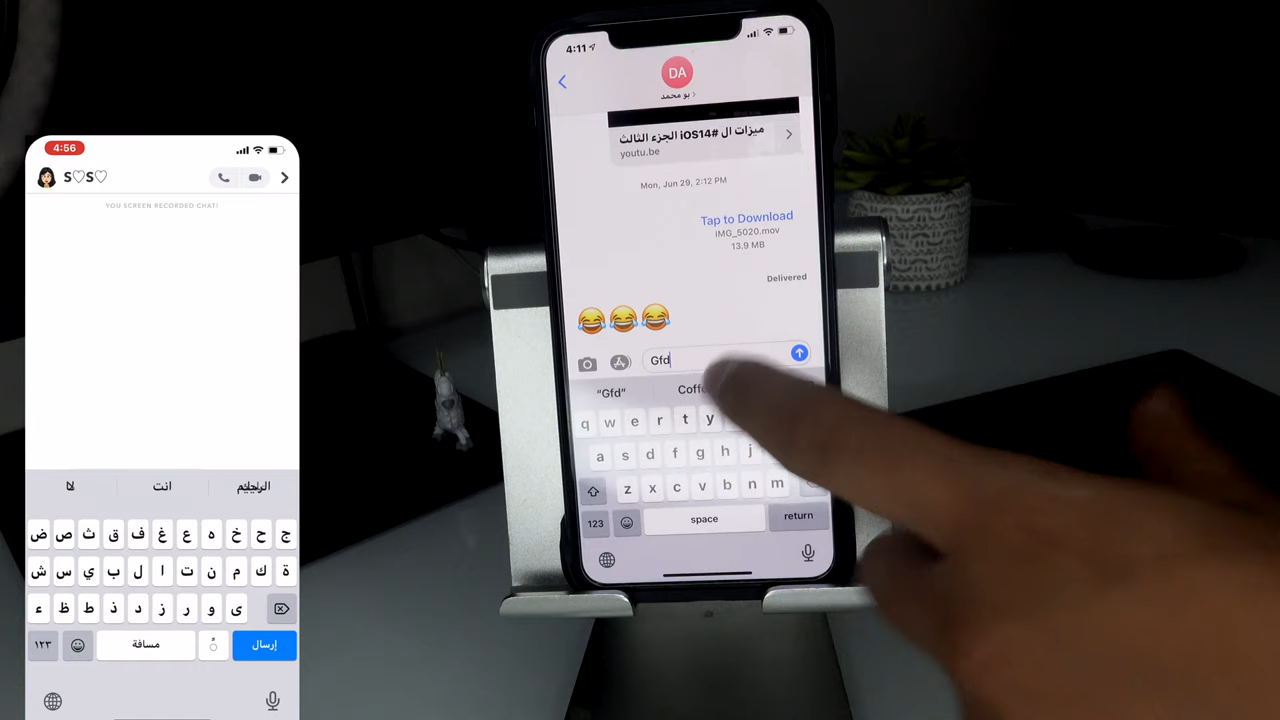 4:56
S♡S♡
YOU SCREEN RECORDED CHAT!
لا
انت
ض ص ث ق ف غ ع ه خ ح ج
ش س ي ب ل ا ت ن م ك ة
ء ظ ط ذ د ز ر و ى
١٢٣
مسافة
إرسال
4:11
DA
بو محمد
ميزات ال #iOS14 الجزء الثالث
youtu.be
Mon, Jun 29, 2:12 PM
Tap to Download
IMG_5020.mov
13.9 MB
Delivered
😂😂😂
Gfd
“Gfd”
q w e r t y
a s d f g h j
z x c v b n m
123
space
return